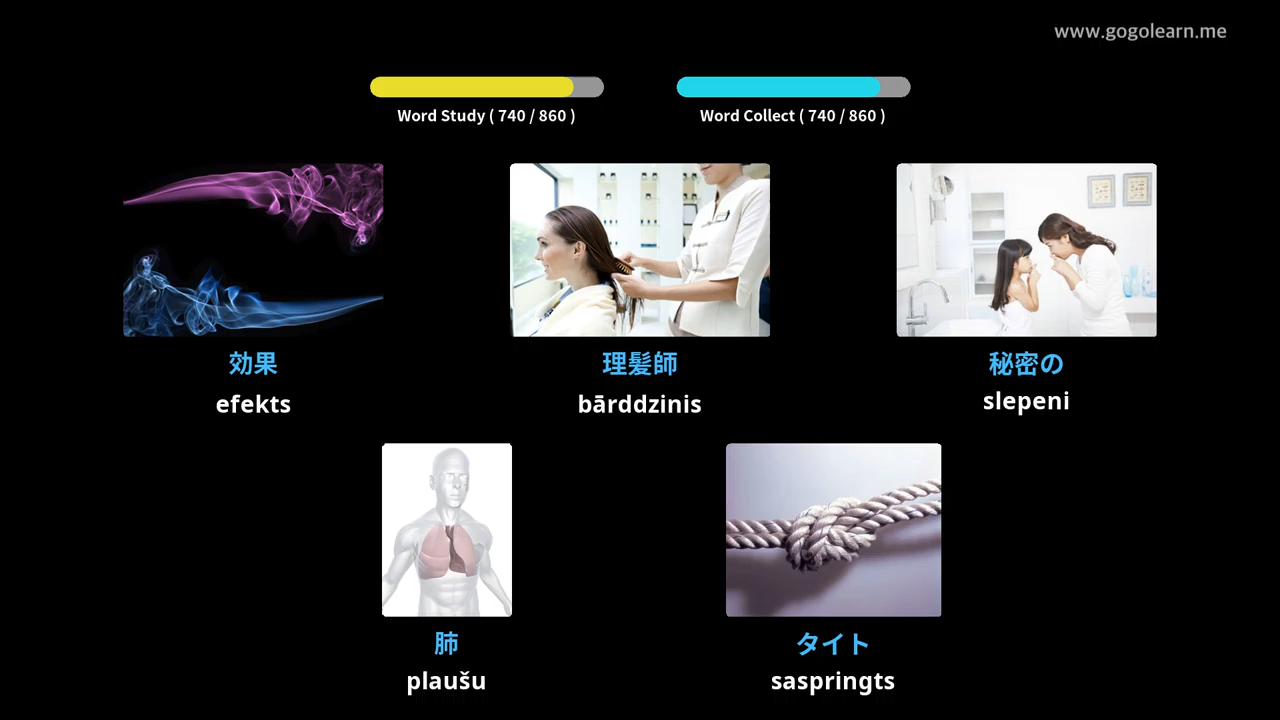 www.gogolearn.me
Word Study ( 740 / 860 )
Word Collect ( 740 / 860 )
効果
efekts
理髪師
bārddzinis
秘密の
slepeni
肺
plaušu
タイト
saspringts